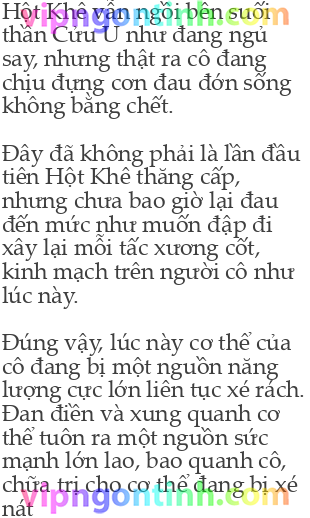 vipngontinh.com
Hột Khê vẫn ngồi bên suối
thần Cửu U như đang ngủ
say, nhưng thật ra cô đang
chịu đựng cơn đau đớn sống
không bằng chết.
Đây đã không phải là lần đầu
tiên Hột Khê thăng cấp,
nhưng chưa bao giờ lại đau
đến mức như muốn đập đi
xây lại mỗi tấc xương cốt,
kinh mạch trên người cô như
lúc này.
Đúng vậy, lúc này cơ thể của
cô đang bị một nguồn năng
lượng cực lớn liên tục xé rách.
Đan điền và xung quanh cơ
thể tuôn ra một nguồn sức
mạnh lớn lao, bao quanh cô,
chữa trị cho cơ thể đang bị xé
nát
vipngontinh.com